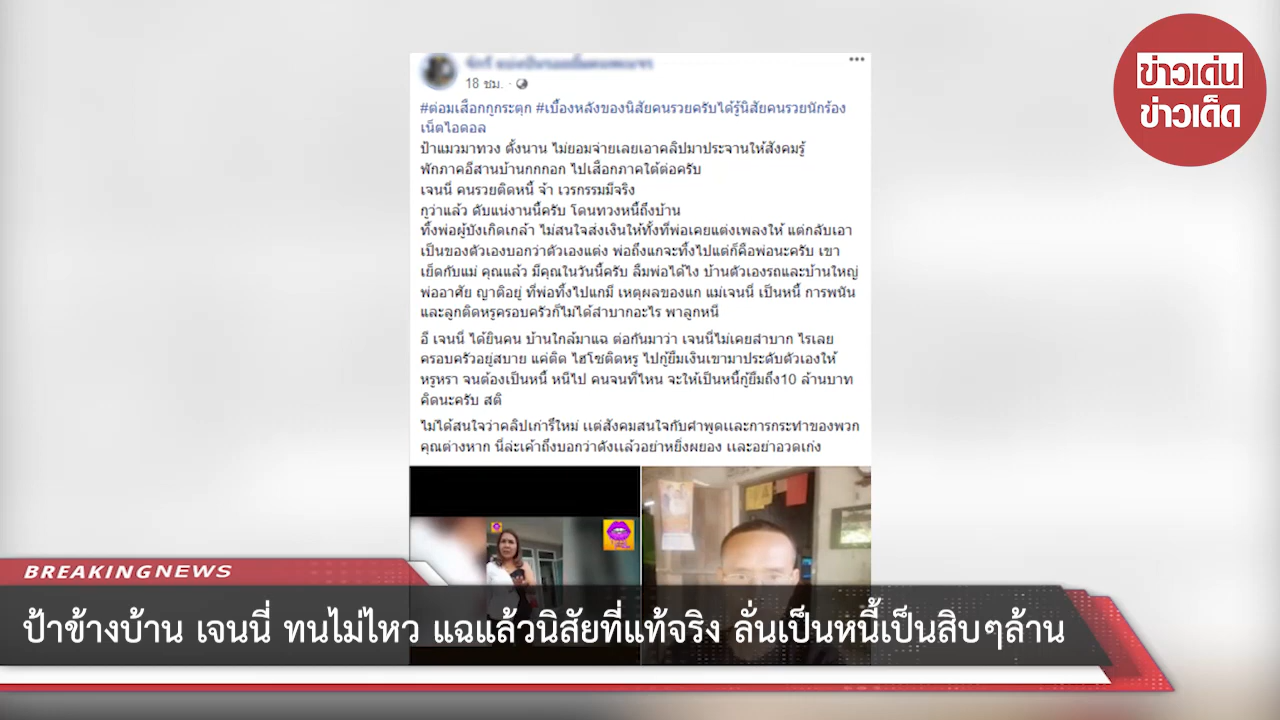 ข่าวเด่น
ข่าวเด็ด
18 ชม. ·
#ต่อมเสือกกูกระตุก #เบื้องหลังของนิสัยคนรวยครับได้รู้นิสัยคนรวยนักร้อง
เน็ตไอดอล
ป้าแมวมาทวง ตั้งนาน ไม่ยอมจ่ายเลยเอาคลิปมาประจานให้สังคมรู้
พักภาคอีสานบ้านกกกอก ไปเสือกภาคใต้ต่อครับ
เจนนี่ คนรวยติดหนี้ จ้า เวรกรรมมีจริง
กูว่าแล้ว ดับแน่งานนี้ครับ โดนทวงหนี้ถึงบ้าน
ทิ้งพ่อผู้บังเกิดเกล้า ไม่สนใจส่งเงินให้ทั้งที่พ่อเคยแต่งเพลงให้ แต่กลับเอา
เป็นของตัวเองบอกว่าตัวเองแต่ง พ่อถึงแกจะทิ้งไปแต่ก็คือพ่อนะครับ เขา
เย็ดกับแม่ คุณแล้ว มีคุณในวันนี้ครับ ลืมพ่อได้ไง บ้านตัวเองรถและบ้านใหญ่
พ่ออาศัย ญาติอยู่ ที่พ่อทิ้งไปแกมี เหตุผลของแก แม่เจนนี่ เป็นหนี้ การพนัน
และลูกติดหรูครอบครัวก็ไม่ได้ลำบากอะไร พาลูกหนี
อี เจนนี่ ได้ยินคน บ้านใกล้มาแฉ ต่อกันมาว่า เจนนี่ไม่เคยลำบาก ไรเลย
ครอบครัวอยู่สบาย แค่ติด ไฮโซติดหรู ไปกู้ยืมเงินเขามาประดับตัวเองให้
หรูหรา จนต้องเป็นหนี้ หนีไป คนจนที่ไหน จะให้เป็นหนี้กู้ยืมถึง10 ล้านบาท
คิดนะครับ สติ
ไม่ได้สนใจว่าคลิปเก่ารึใหม่ แต่สังคมสนใจกับคำพูดและการกระทำของพวก
คุณต่างหาก นี่ล่ะเค้าถึงบอกว่าดังแล้วอย่าหยิ่งผยอง และอย่าอวดเก่ง
BREAKING NEWS
ป้าข้างบ้าน เจนนี่ ทนไม่ไหว แฉแล้วนิสัยที่แท้จริง ลั่นเป็นหนี้เป็นสิบๆล้าน